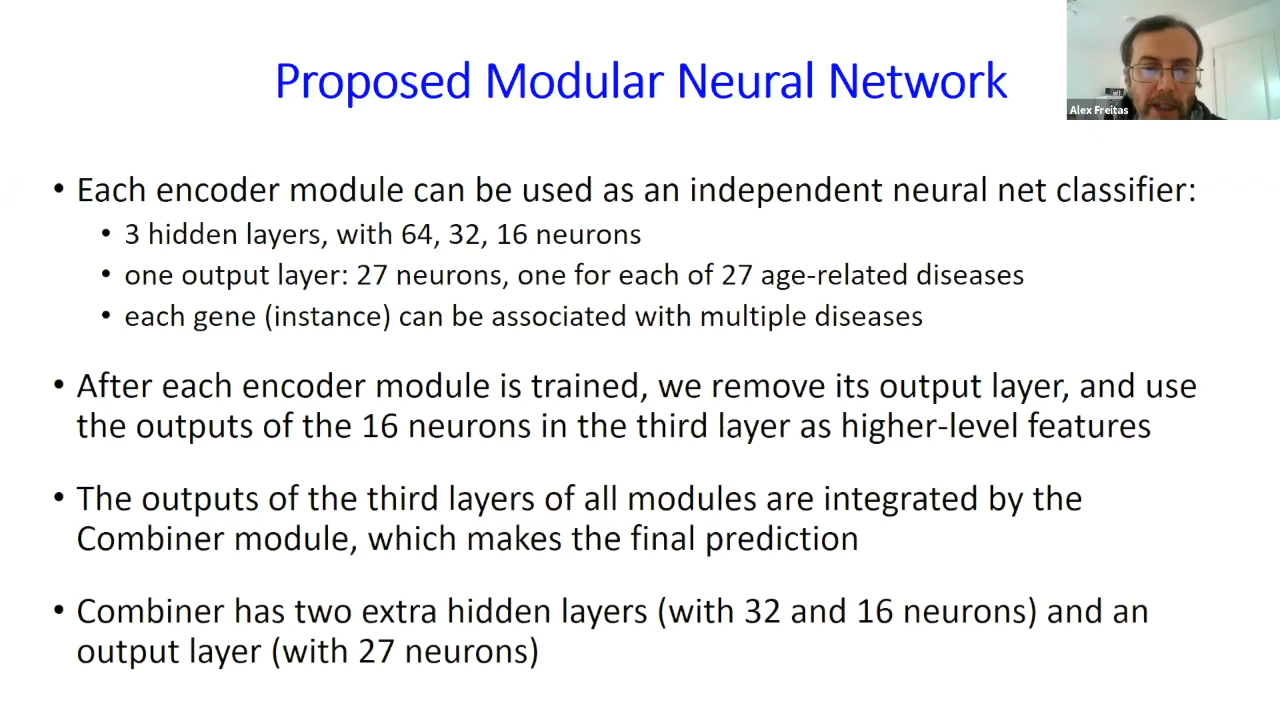 Proposed Modular Neural Network
Alex Freitas
• Each encoder module can be used as an independent neural net classifier:
• 3 hidden layers, with 64, 32, 16 neurons
• one output layer: 27 neurons, one for each of 27 age-related diseases
• each gene (instance) can be associated with multiple diseases
• After each encoder module is trained, we remove its output layer, and use
the outputs of the 16 neurons in the third layer as higher-level features
• The outputs of the third layers of all modules are integrated by the
Combiner module, which makes the final prediction
• Combiner has two extra hidden layers (with 32 and 16 neurons) and an
output layer (with 27 neurons)